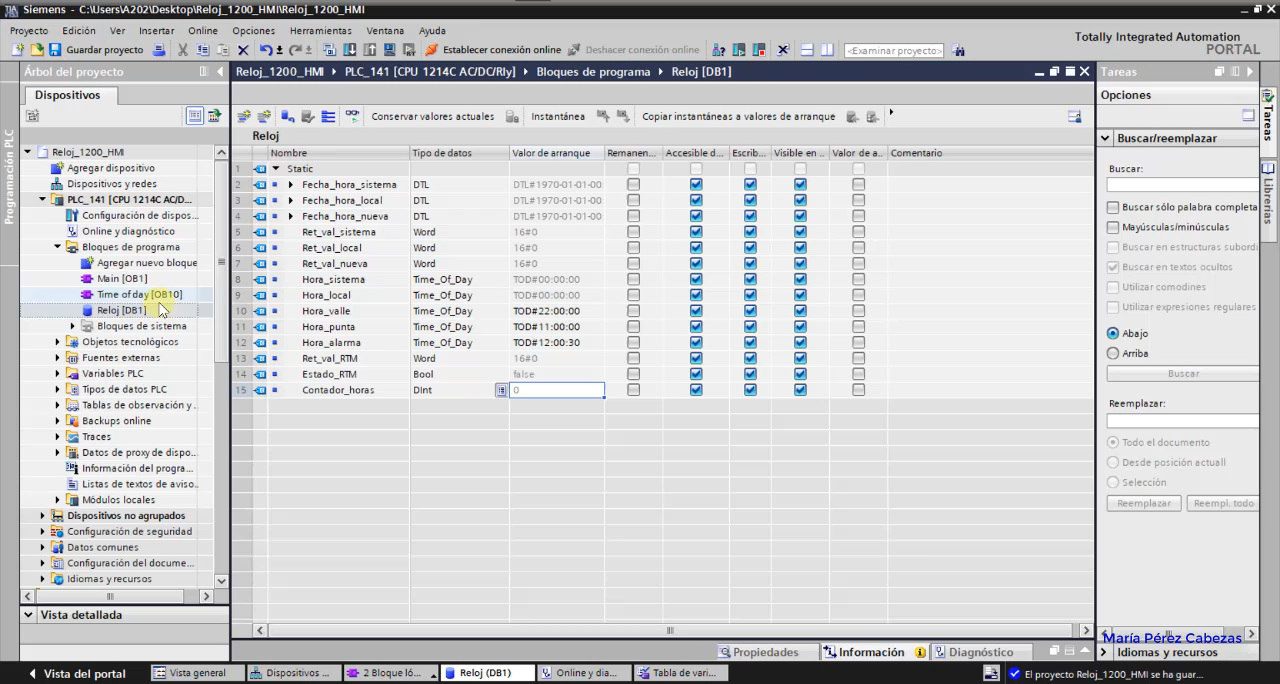 Siemens - C:\Users\A202\Desktop\Reloj_1200_HMI\Reloj_1200_HMI
Proyecto Edición Ver Insertar Online Opciones Herramientas Ventana Ayuda
Totally Integrated Automation
PORTAL
Guardar proyecto Establecer conexión online Deshacer conexión online <Examinar proyecto>
Árbol del proyecto
Reloj_1200_HMI PLC_141 [CPU 1214C AC/DC/Rly] Bloques de programa Reloj [DB1]
Tareas
Dispositivos
Opciones
Programación PLC
Tareas
Librerías
Conservar valores actuales Instantánea Copiar instantáneas a valores de arranque
Reloj
Nombre Tipo de datos Valor de arranque Remanen... Accesible d... Escrib... Visible en ... Valor de a... Comentario
1 Static
2 Fecha_hora_sistema DTL DTL#1970-01-01-00:
3 Fecha_hora_local DTL DTL#1970-01-01-00:
4 Fecha_hora_nueva DTL DTL#1970-01-01-00:
5 Ret_val_sistema Word 16#0
6 Ret_val_local Word 16#0
7 Ret_val_nueva Word 16#0
8 Hora_sistema Time_Of_Day TOD#00:00:00
9 Hora_local Time_Of_Day TOD#00:00:00
10 Hora_valle Time_Of_Day TOD#22:00:00
11 Hora_punta Time_Of_Day TOD#11:00:00
12 Hora_alarma Time_Of_Day TOD#12:00:30
13 Ret_val_RTM Word 16#0
14 Estado_RTM Bool false
15 Contador_horas DInt 0
Reloj_1200_HMI
Agregar dispositivo
Dispositivos y redes
PLC_141 [CPU 1214C AC/D...
Configuración de dispos...
Online y diagnóstico
Bloques de programa
Agregar nuevo bloque
Main [OB1]
Time of day [OB10]
Reloj [DB1]
Bloques de sistema
Objetos tecnológicos
Fuentes externas
Variables PLC
Tipos de datos PLC
Tablas de observación y ...
Backups online
Traces
Datos de proxy de dispo...
Información del progra...
Listas de textos de aviso...
Módulos locales
Dispositivos no agrupados
Configuración de seguridad
Datos comunes
Configuración del docume...
Idiomas y recursos
Vista detallada
Buscar/reemplazar
Buscar:
Buscar sólo palabra completa
Mayúsculas/minúsculas
Buscar en estructuras subordi
Buscar en textos ocultos
Utilizar comodines
Utilizar expresiones regulares
Abajo
Arriba
Buscar
Reemplazar:
Todo el documento
Desde posición actuall
Selección
Reemplazar Reempl. todo
María Pérez Cabezas
Idiomas y recursos
Propiedades Información Diagnóstico
Vista del portal Vista general Dispositivos ... 2 Bloque ló... Reloj (DB1) Online y dia... Tabla de vari... El proyecto Reloj_1200_HMI se ha guar...